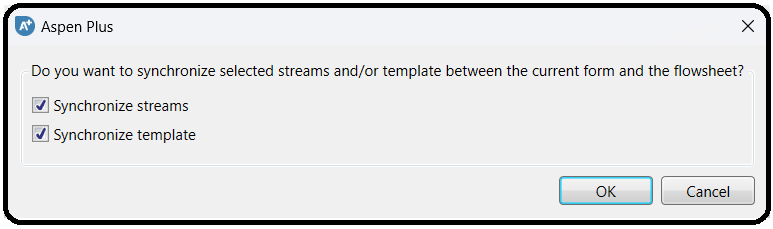 Aspen Plus
Do you want to synchronize selected streams and/or template between the current form and the flowsheet?
Synchronize streams
Synchronize template
OK Cancel